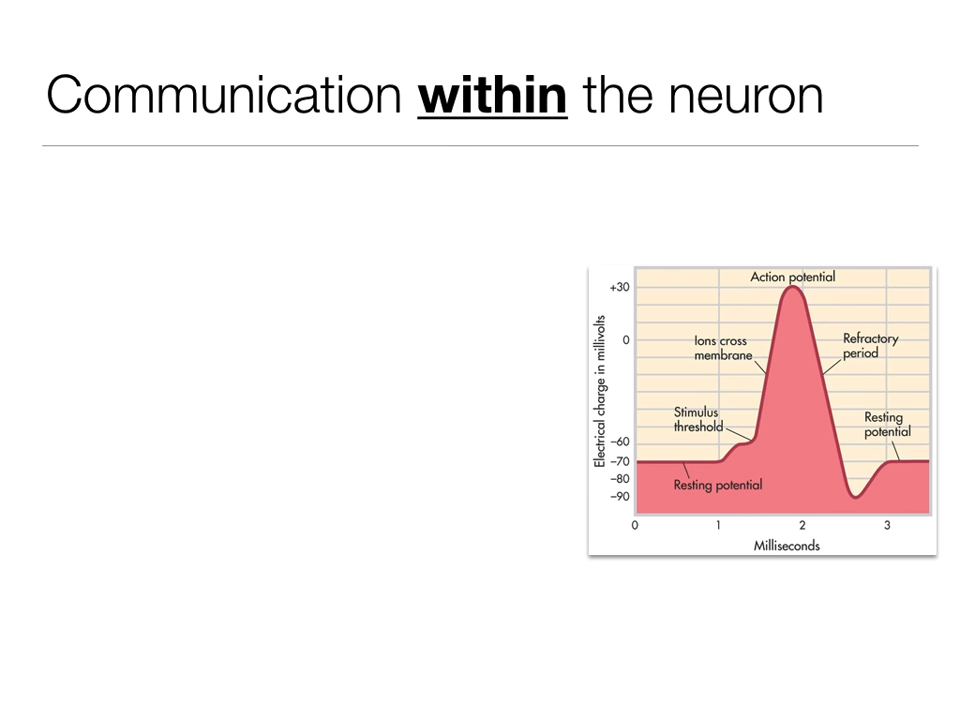 Communication within the neuron
Action potential
+30
Ions cross
membrane
Refractory
period
0
Electrical charge in millivolts
Stimulus
threshold
Resting
potential
−60
−70
−80
−90
Resting potential
0 1 2 3
Milliseconds